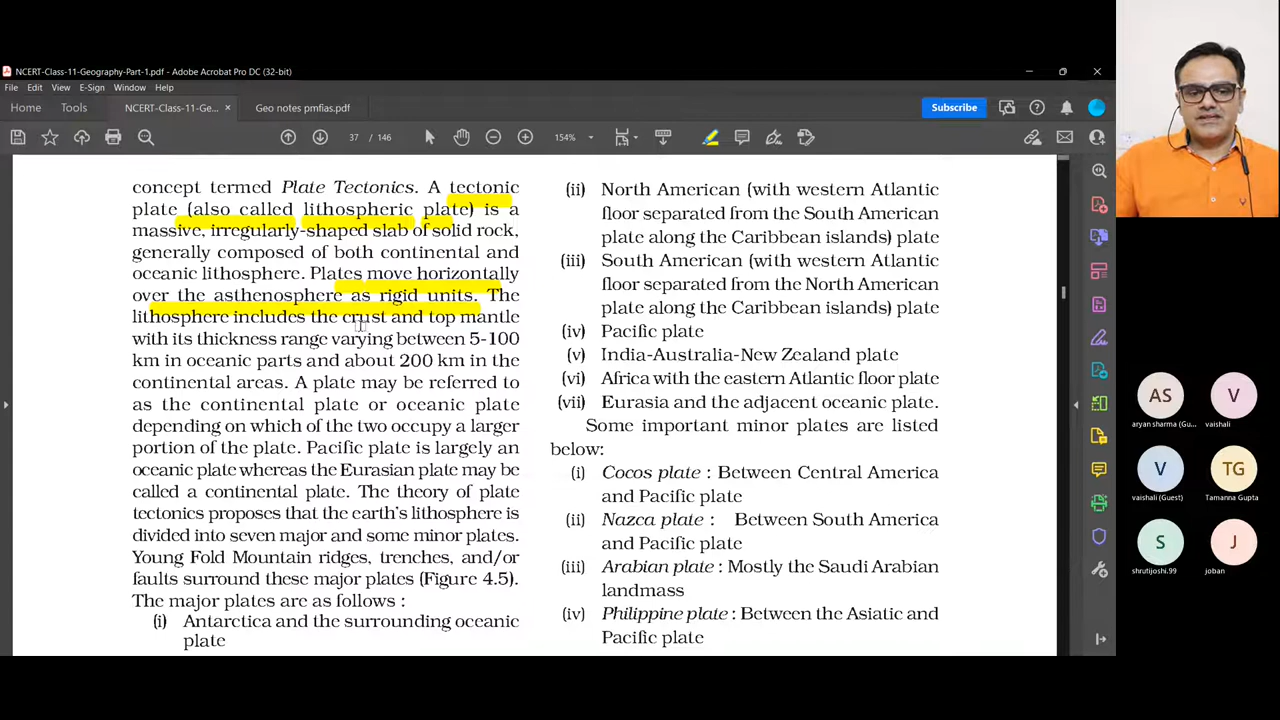 NCERT-Class-11-Geography-Part-1.pdf - Adobe Acrobat Pro DC (32-bit)
File Edit View E-Sign Window Help
Home Tools NCERT-Class-11-Ge... × Geo notes pmfias.pdf Subscribe
37 / 146 154%
concept termed Plate Tectonics. A tectonic
plate (also called lithospheric plate) is a
massive, irregularly-shaped slab of solid rock,
generally composed of both continental and
oceanic lithosphere. Plates move horizontally
over the asthenosphere as rigid units. The
lithosphere includes the crust and top mantle
with its thickness range varying between 5-100
km in oceanic parts and about 200 km in the
continental areas. A plate may be referred to
as the continental plate or oceanic plate
depending on which of the two occupy a larger
portion of the plate. Pacific plate is largely an
oceanic plate whereas the Eurasian plate may be
called a continental plate. The theory of plate
tectonics proposes that the earth's lithosphere is
divided into seven major and some minor plates.
Young Fold Mountain ridges, trenches, and/or
faults surround these major plates (Figure 4.5).
The major plates are as follows :
(i) Antarctica and the surrounding oceanic
plate
(ii) North American (with western Atlantic
floor separated from the South American
plate along the Caribbean islands) plate
(iii) South American (with western Atlantic
floor separated from the North American
plate along the Caribbean islands) plate
(iv) Pacific plate
(v) India-Australia-New Zealand plate
(vi) Africa with the eastern Atlantic floor plate
(vii) Eurasia and the adjacent oceanic plate.
Some important minor plates are listed
below:
(i) Cocos plate : Between Central America
and Pacific plate
(ii) Nazca plate : Between South America
and Pacific plate
(iii) Arabian plate : Mostly the Saudi Arabian
landmass
(iv) Philippine plate : Between the Asiatic and
Pacific plate
AS V
aryan sharma (Gu... vaishali
V TG
vaishali (Guest) Tamanna Gupta
S J
shrutijoshi.99 joban